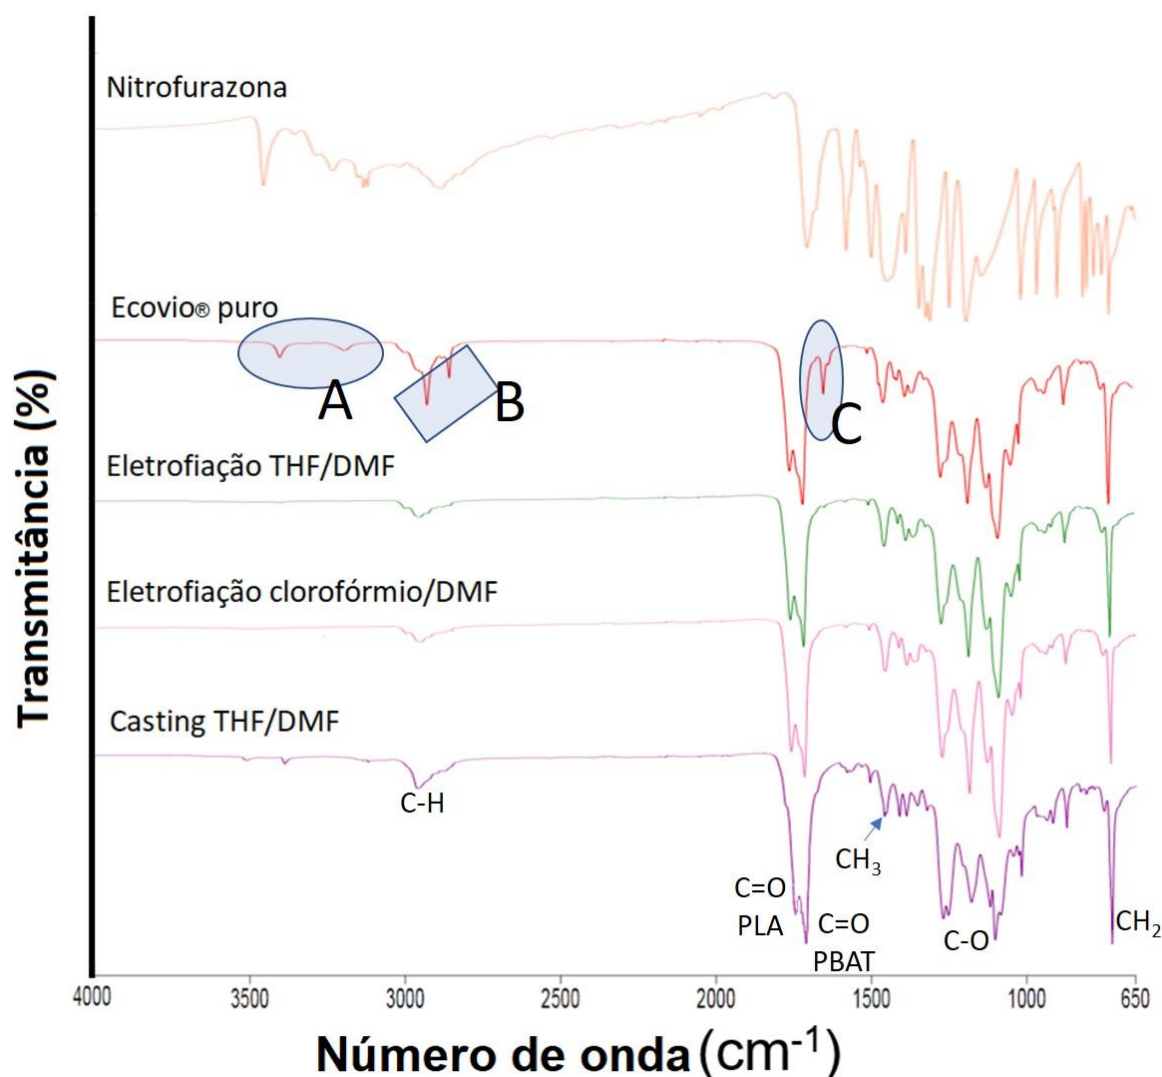 Nitrofurazona
Ecovio® puro
A
B
C
Eletrofiação THF/DMF
Eletrofiação clorofórmio/DMF
Casting THF/DMF
C-H
CH3
C=O
PLA
C=O
PBAT
C-O
CH2
Transmitância (%)
4000 3500 3000 2500 2000 1500 1000 650
Número de onda (cm-1)